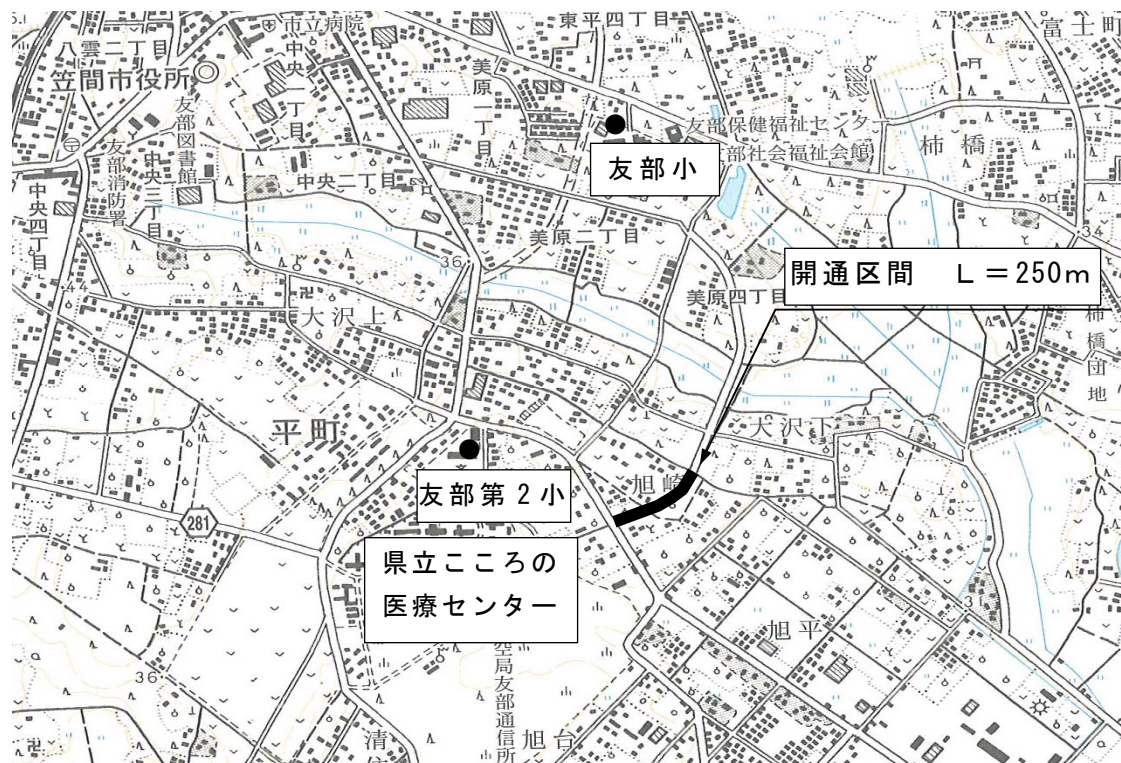 市立病院
東平四丁目
富士町
八雲二丁目
笠間市役所
中央一丁目
美原一丁目
友部図書館
友部保健福祉センター
部社会福祉会館
柿橋
友部小
友部消防署
中央三丁目
中央二丁目
中央四丁目
美原二丁目
34
36
開通区間 L=250m
美原四丁目
44
大沢上
柿橋団地
35
平町
大沢下
友部第2小
旭崎
281
県立こころの
医療センター
31
旭平
36
空局友部通信所
清
旭台